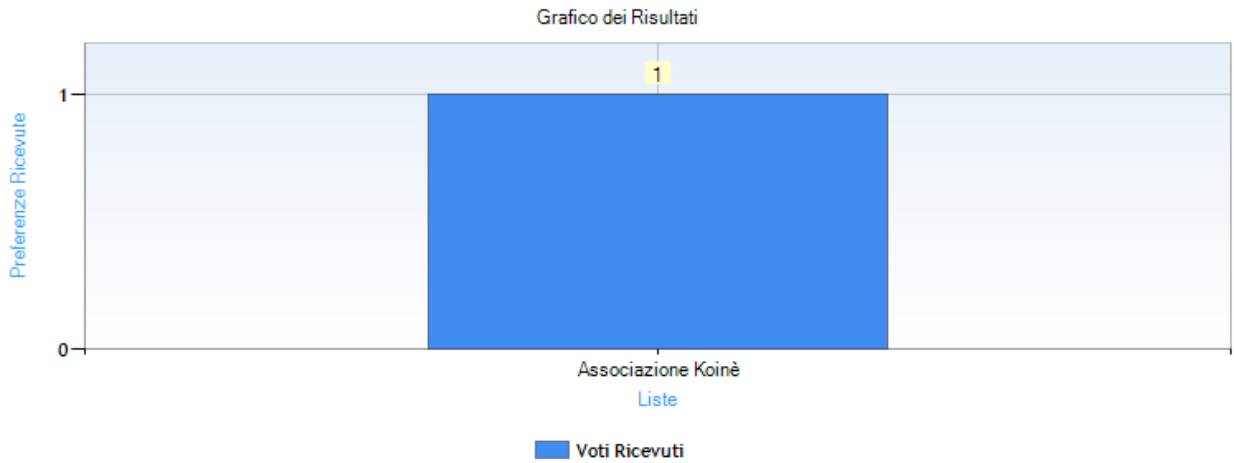 Grafico dei Risultati
1
1
Preferenze Ricevute
0
Associazione Koinè
Liste
Voti Ricevuti